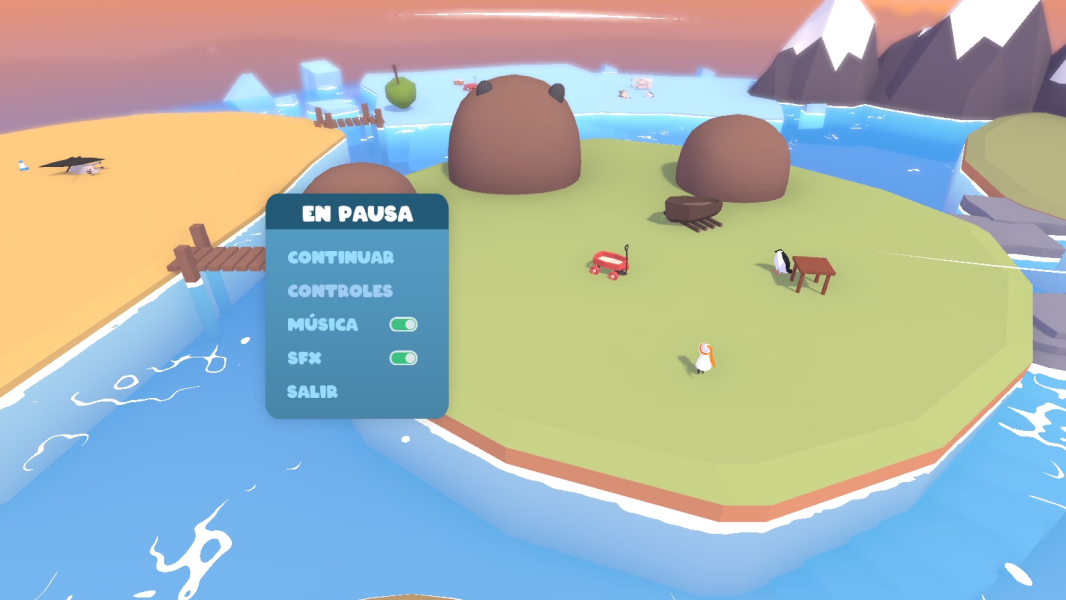 EN PAUSA
CONTINUAR
CONTROLES
MÚSICA
SFX
SALIR